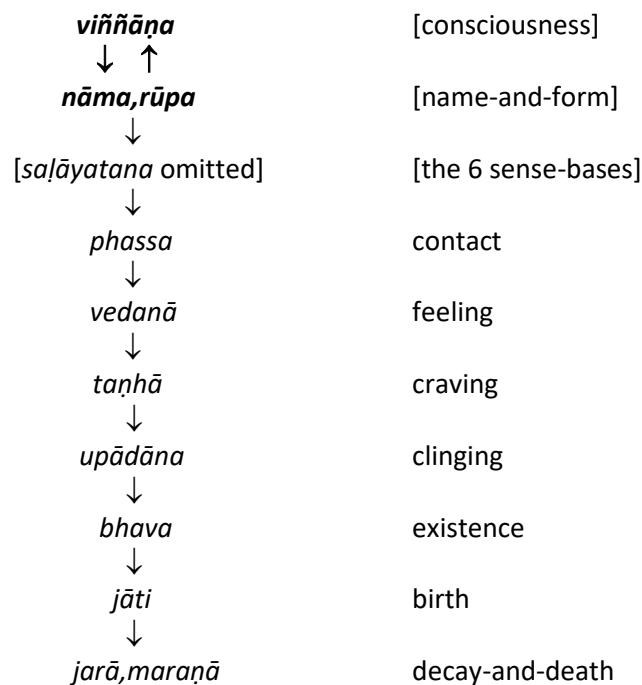 viññāṇa [consciousness]
↓ ↑
nāma,rūpa [name-and-form]
↓
[saḷāyatana omitted] [the 6 sense-bases]
↓
phassa contact
↓
vedanā feeling
↓
taṇhā craving
↓
upādāna clinging
↓
bhava existence
↓
jāti birth
↓
jarā,maraṇā decay-and-death